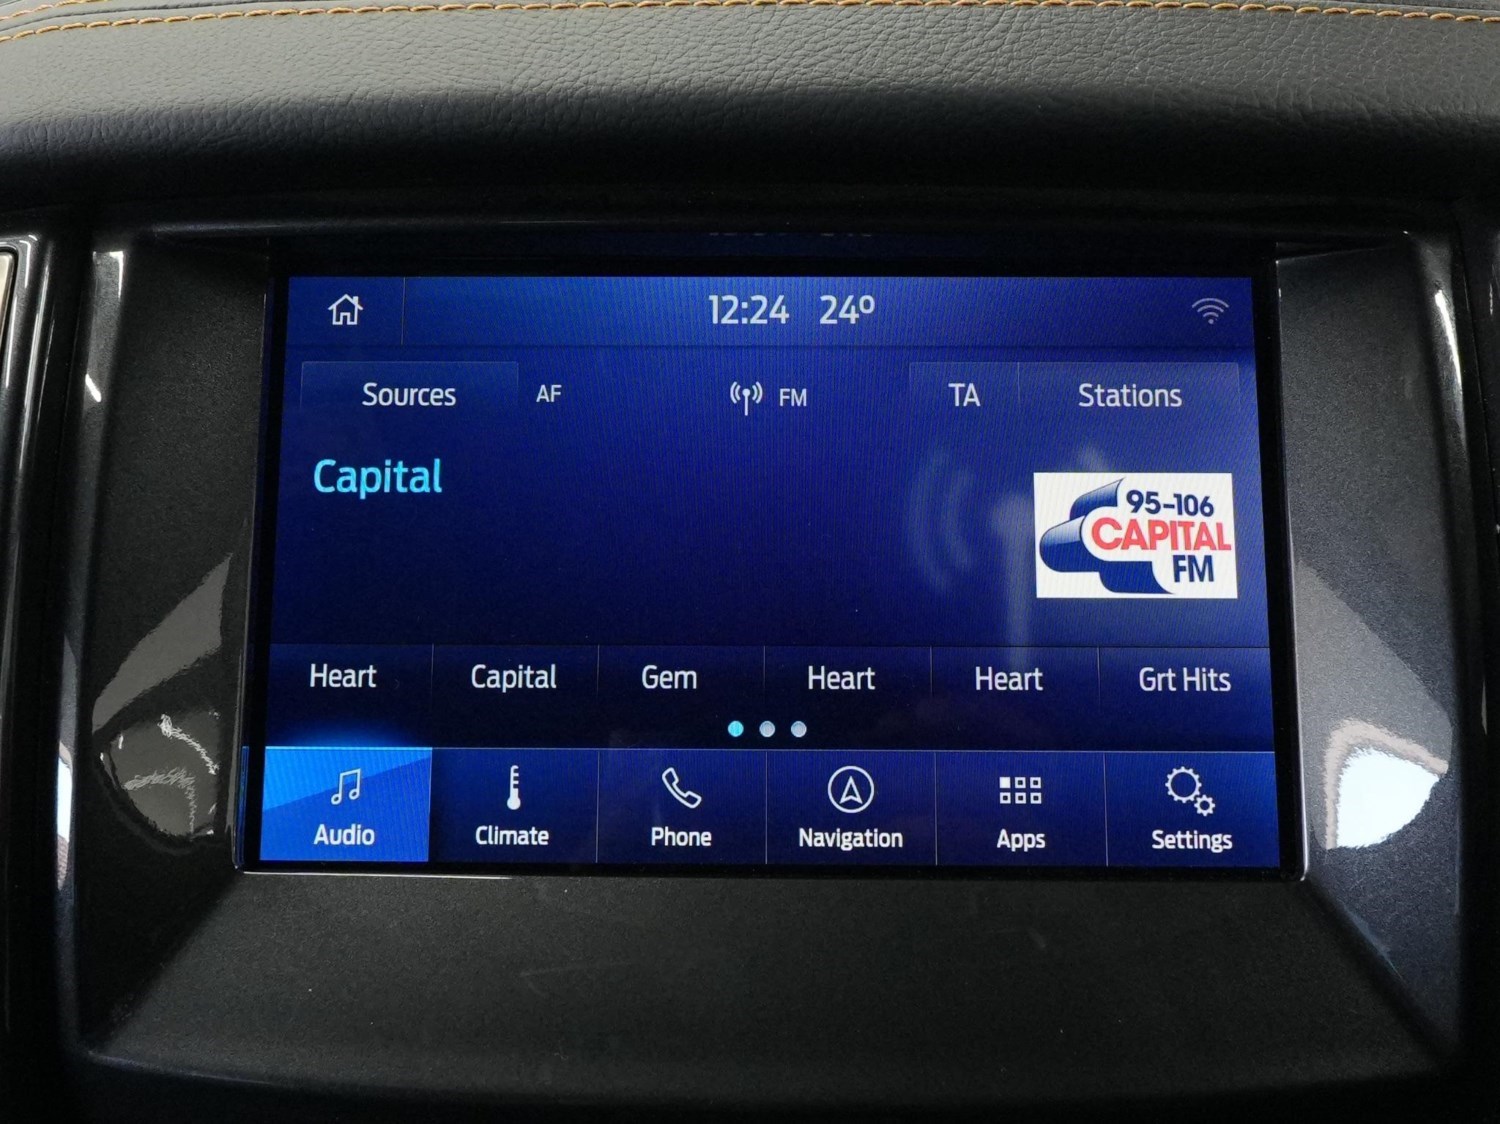 12:24 24º
Sources AF FM TA Stations
Capital
95-106
CAPITAL
FM
Heart Capital Gem Heart Heart Grt Hits
Audio Climate Phone Navigation Apps Settings